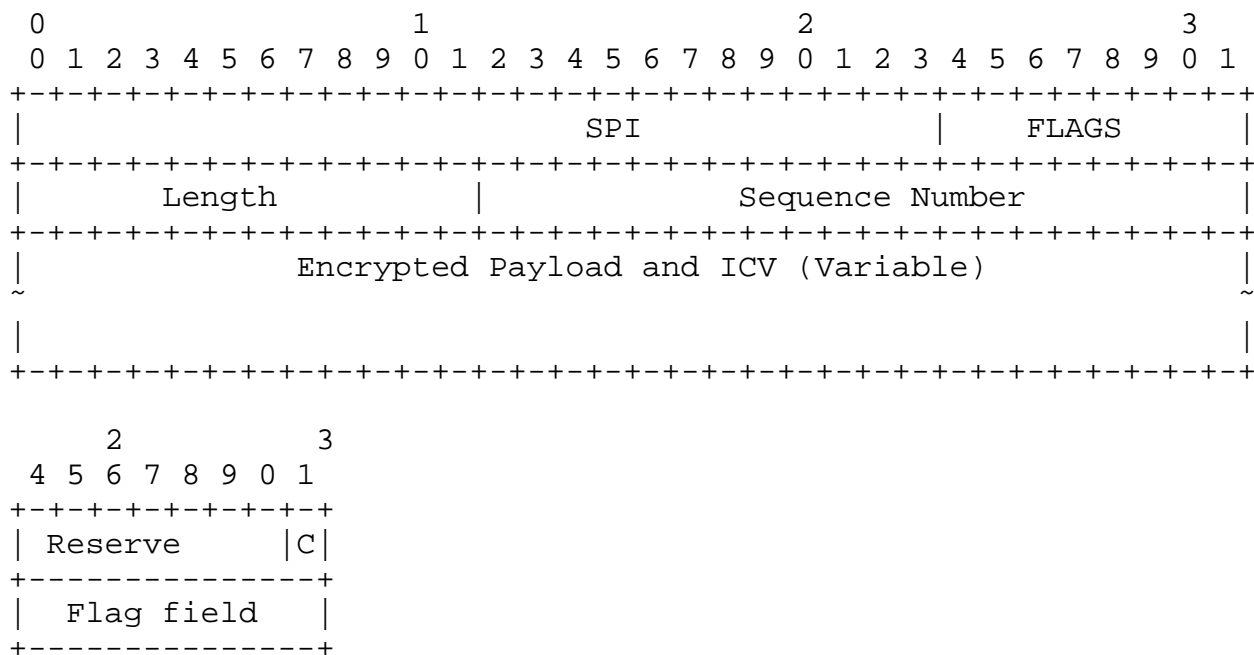 0                   1                   2                   3
 0 1 2 3 4 5 6 7 8 9 0 1 2 3 4 5 6 7 8 9 0 1 2 3 4 5 6 7 8 9 0 1
+-+-+-+-+-+-+-+-+-+-+-+-+-+-+-+-+-+-+-+-+-+-+-+-+-+-+-+-+-+-+-+-+
|                             SPI               |    FLAGS      |
+-+-+-+-+-+-+-+-+-+-+-+-+-+-+-+-+-+-+-+-+-+-+-+-+-+-+-+-+-+-+-+-+
|       Length          |             Sequence Number           |
+-+-+-+-+-+-+-+-+-+-+-+-+-+-+-+-+-+-+-+-+-+-+-+-+-+-+-+-+-+-+-+-+
|              Encrypted Payload and ICV (Variable)             |
~                                                               ~
|                                                               |
+-+-+-+-+-+-+-+-+-+-+-+-+-+-+-+-+-+-+-+-+-+-+-+-+-+-+-+-+-+-+-+-+
     2          3
 4 5 6 7 8 9 0 1
+-+-+-+-+-+-+-+-+
| Reserve     |C|
+---------------+
|  Flag field   |
+---------------+